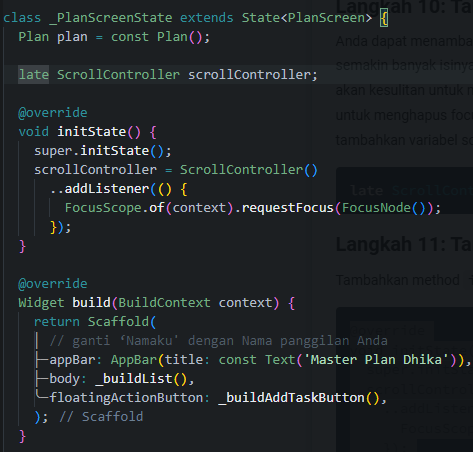 class _PlanScreenState extends State<PlanScreen> {
  Plan plan = const Plan();
  late ScrollController scrollController;
  @override
  void initState() {
    super.initState();
    scrollController = ScrollController()
      ..addListener(() {
        FocusScope.of(context).requestFocus(FocusNode());
      });
  }
  @override
  Widget build(BuildContext context) {
    return Scaffold(
      // ganti ‘Namaku' dengan Nama panggilan Anda
      appBar: AppBar(title: const Text('Master Plan Dhika')),
      body: _buildList(),
      floatingActionButton: _buildAddTaskButton(),
    ); // Scaffold
  }
Langkah 10: Ta
Anda dapat menamba
semakin banyak isiny
akan kesulitan untuk
untuk menghapus foc
tambahkan variabel
late ScrollCont
Langkah 11: Ta
Tambahkan method